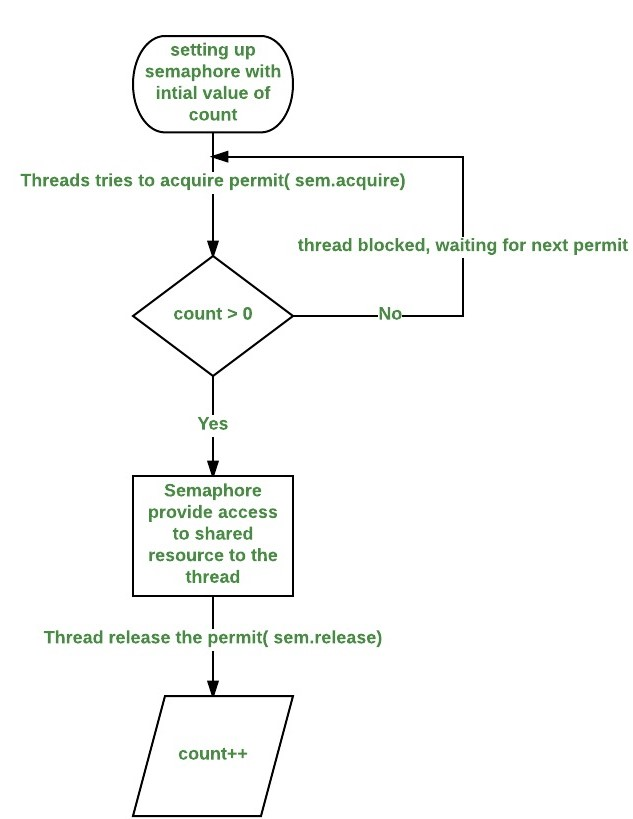 setting up
semaphore with
intial value of
count
Threads tries to acquire permit( sem.acquire)
thread blocked, waiting for next permit
count > 0
No
Yes
Semaphore
provide access
to shared
resource to the
thread
Thread release the permit( sem.release)
count++